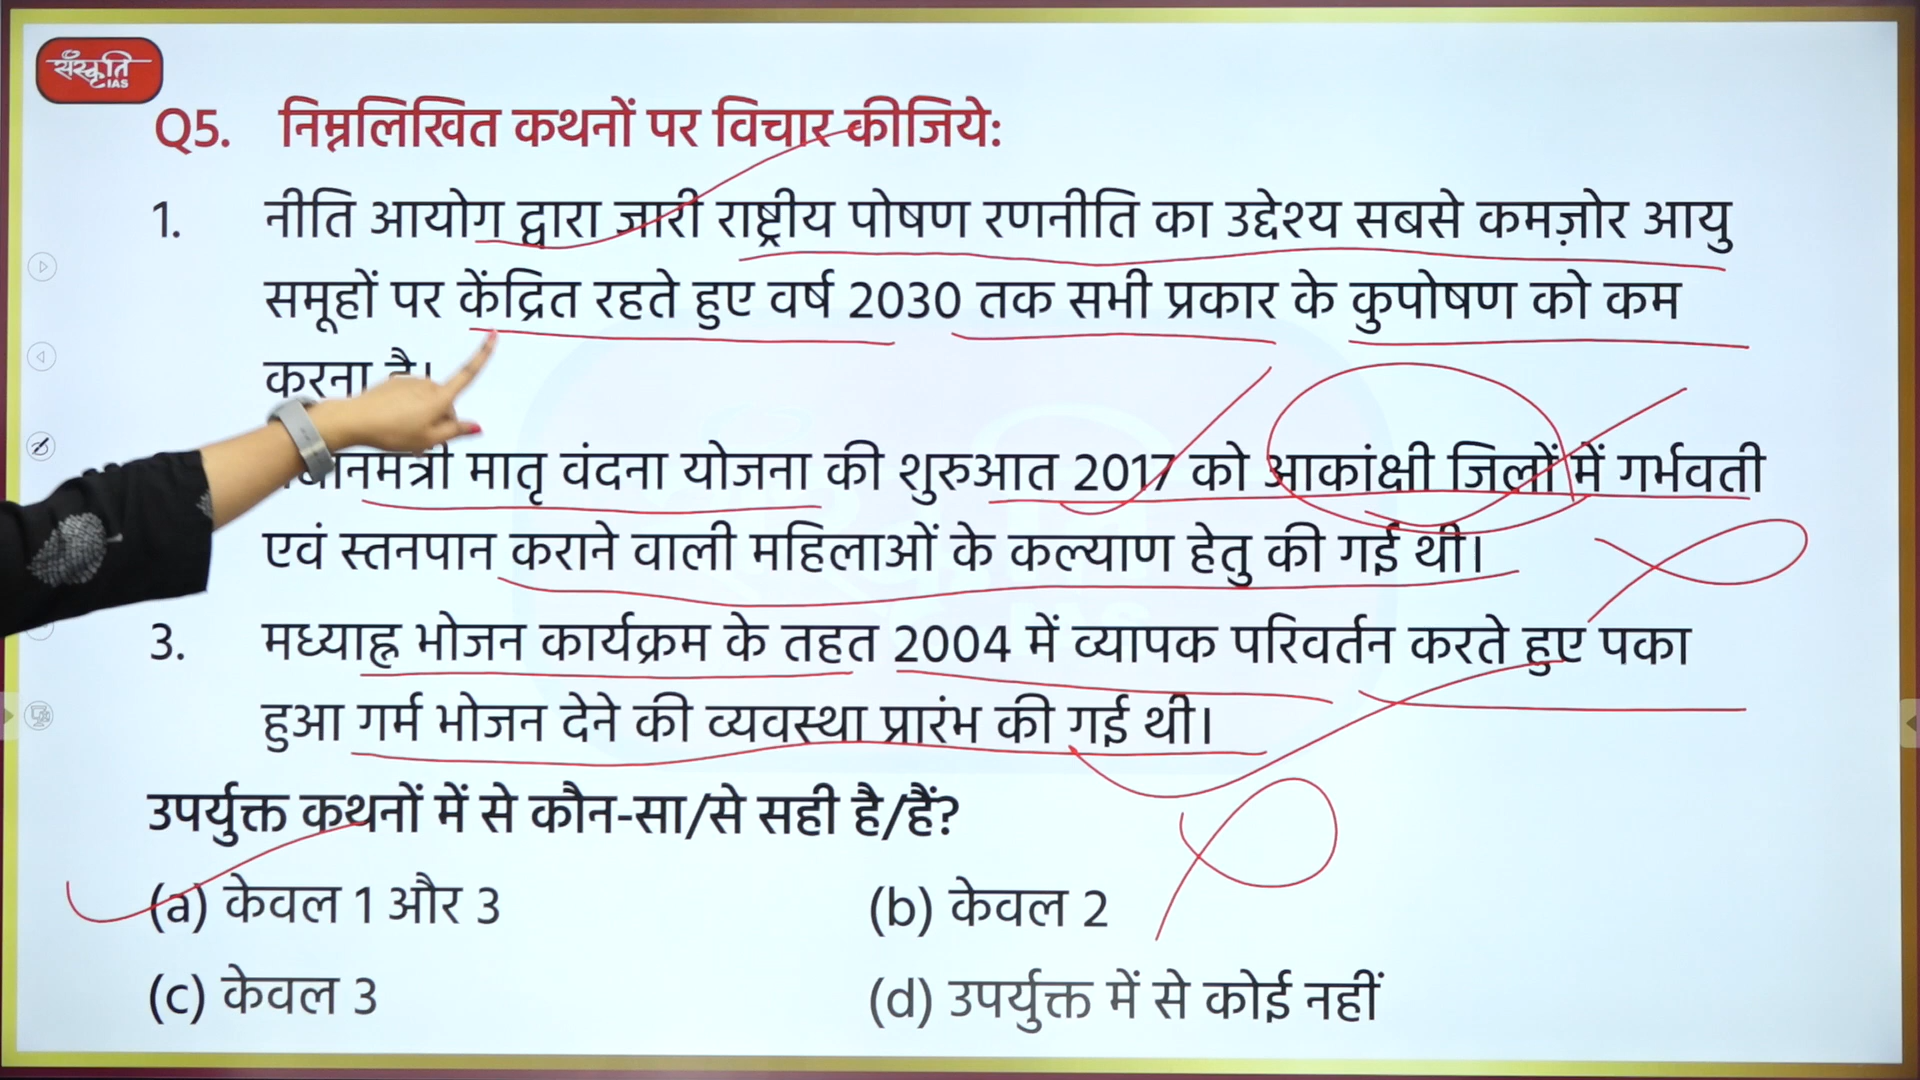 संस्कृति
IAS
Q5. निम्नलिखित कथनों पर विचार कीजिये:
1. नीति आयोग द्वारा जारी राष्ट्रीय पोषण रणनीति का उद्देश्य सबसे कमज़ोर आयु
समूहों पर केंद्रित रहते हुए वर्ष 2030 तक सभी प्रकार के कुपोषण को कम
करना है।
मातृ वंदना योजना की शुरुआत 2017 को आकांक्षी जिलों में गर्भवती
एवं स्तनपान कराने वाली महिलाओं के कल्याण हेतु की गई थी।
3. मध्याह्न भोजन कार्यक्रम के तहत 2004 में व्यापक परिवर्तन करते हुए पका
हुआ गर्म भोजन देने की व्यवस्था प्रारंभ की गई थी।
उपर्युक्त कथनों में से कौन-सा/से सही है/हैं?
(a) केवल 1 और 3 (b) केवल 2
(c) केवल 3 (d) उपर्युक्त में से कोई नहीं